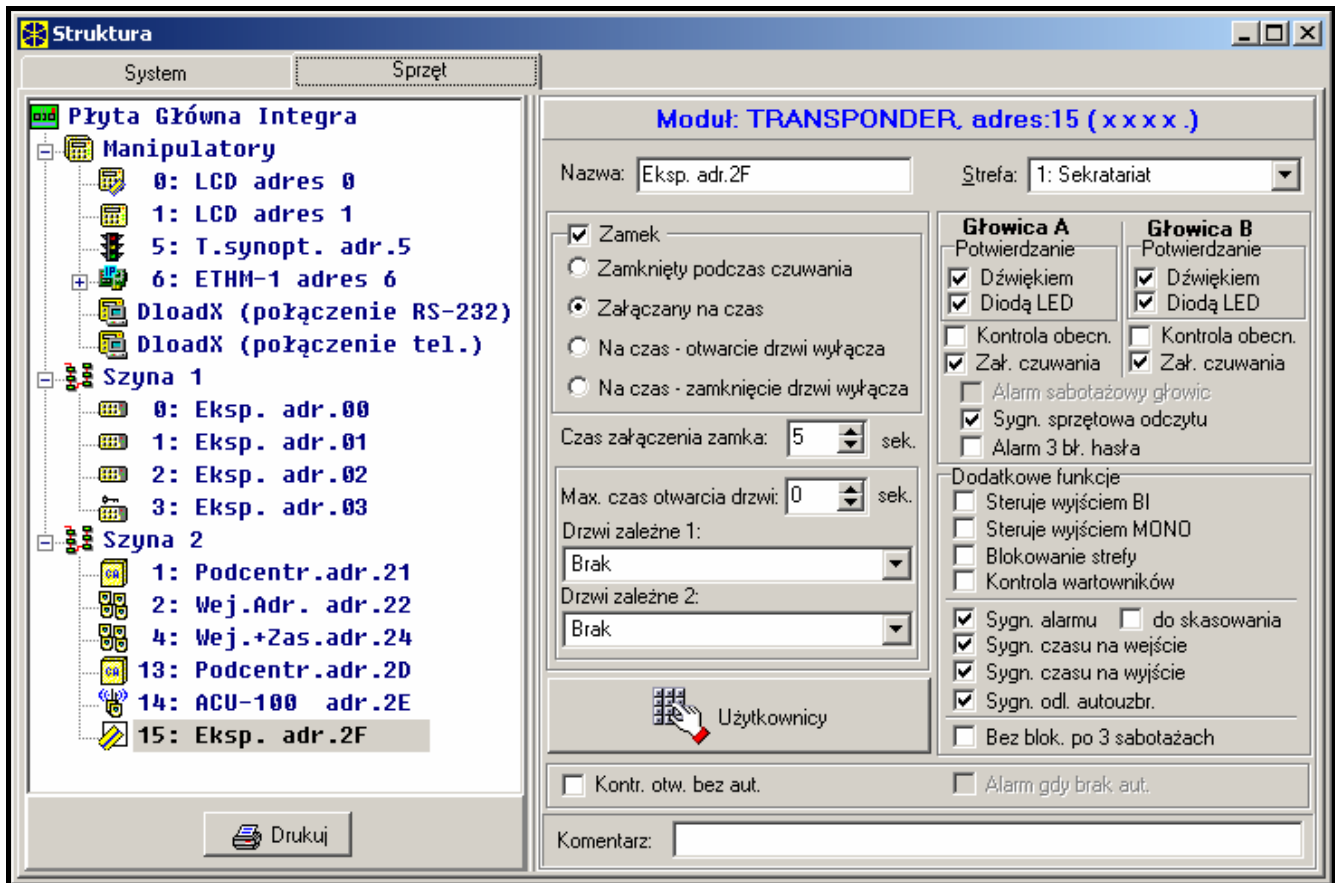 Struktura
System
Sprzęt
Płyta Główna Integra
Manipulatory
0: LCD adres 0
1: LCD adres 1
5: T.synopt. adr.5
6: ETHM-1 adres 6
DloadX (połączenie RS-232)
DloadX (połączenie tel.)
Szyna 1
0: Eksp. adr.00
1: Eksp. adr.01
2: Eksp. adr.02
3: Eksp. adr.03
Szyna 2
1: Podcentr.adr.21
2: Wej.Adr. adr.22
4: Wej.+Zas.adr.24
13: Podcentr.adr.2D
14: ACU-100 adr.2E
15: Eksp. adr.2F
Drukuj
Moduł: TRANSPONDER, adres:15 ( x x x x .)
Nazwa: Eksp. adr.2F
Strefa: 1: Sekratariat
Zamek
Zamknięty podczas czuwania
Załączany na czas
Na czas - otwarcie drzwi wyłącza
Na czas - zamknięcie drzwi wyłącza
Czas załączenia zamka: 5 sek.
Max. czas otwarcia drzwi: 0 sek.
Drzwi zależne 1:
Brak
Drzwi zależne 2:
Brak
Użytkownicy
Głowica A
Potwierdzanie
Dźwiękiem
Diodą LED
Kontrola obecn.
Zał. czuwania
Głowica B
Potwierdzanie
Dźwiękiem
Diodą LED
Kontrola obecn.
Zał. czuwania
Alarm sabotażowy głowic
Sygn. sprzętowa odczytu
Alarm 3 bł. hasła
Dodatkowe funkcje
Steruje wyjściem BI
Steruje wyjściem MONO
Blokowanie strefy
Kontrola wartowników
Sygn. alarmu do skasowania
Sygn. czasu na wejście
Sygn. czasu na wyjście
Sygn. odl. autouzbr.
Bez blok. po 3 sabotażach
Kontr. otw. bez aut.
Alarm gdy brak aut.
Komentarz: